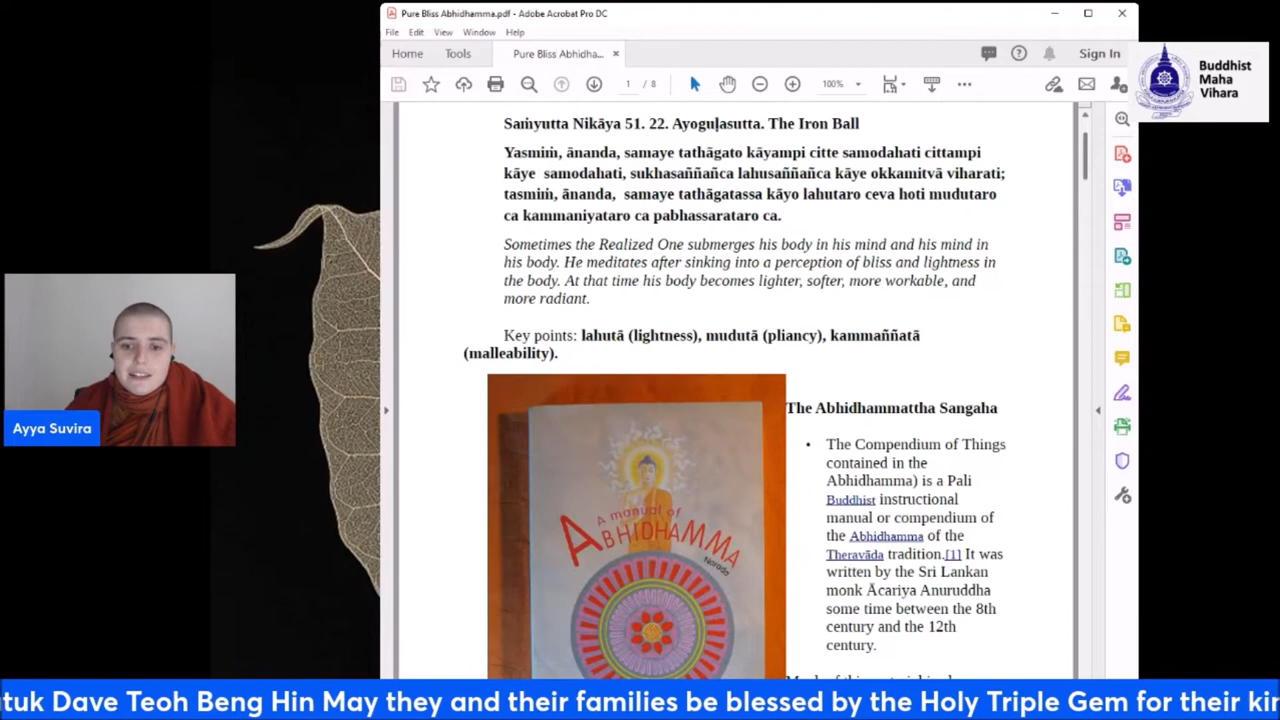 Pure Bliss Abhidhamma.pdf - Adobe Acrobat Pro DC
File Edit View Window Help
Home Tools Pure Bliss Abhidha... × Sign In
1 / 8 100%
Buddhist
Maha
Vihara
Saṁyutta Nikāya 51. 22. Ayoguḷasutta. The Iron Ball
Yasmiṁ, ānanda, samaye tathāgato kāyampi citte samodahati cittampi
kāye samodahati, sukhasaññañca lahusaññañca kāye okkamitvā viharati;
tasmiṁ, ānanda, samaye tathāgatassa kāyo lahutaro ceva hoti mudutaro
ca kammaniyataro ca pabhassarataro ca.
Sometimes the Realized One submerges his body in his mind and his mind in
his body. He meditates after sinking into a perception of bliss and lightness in
the body. At that time his body becomes lighter, softer, more workable, and
more radiant.
Key points: lahutā (lightness), mudutā (pliancy), kammaññatā
(malleability).
A manual of
ABHIDHAMMA
Narada
The Abhidhammattha Sangaha
• The Compendium of Things
contained in the
Abhidhamma) is a Pali
Buddhist instructional
manual or compendium of
the Abhidhamma of the
Theravāda tradition.[1] It was
written by the Sri Lankan
monk Ācariya Anuruddha
some time between the 8th
century and the 12th
century.
Ayya Suvira
ntuk Dave Teoh Beng Hin May they and their families be blessed by the Holy Triple Gem for their kin